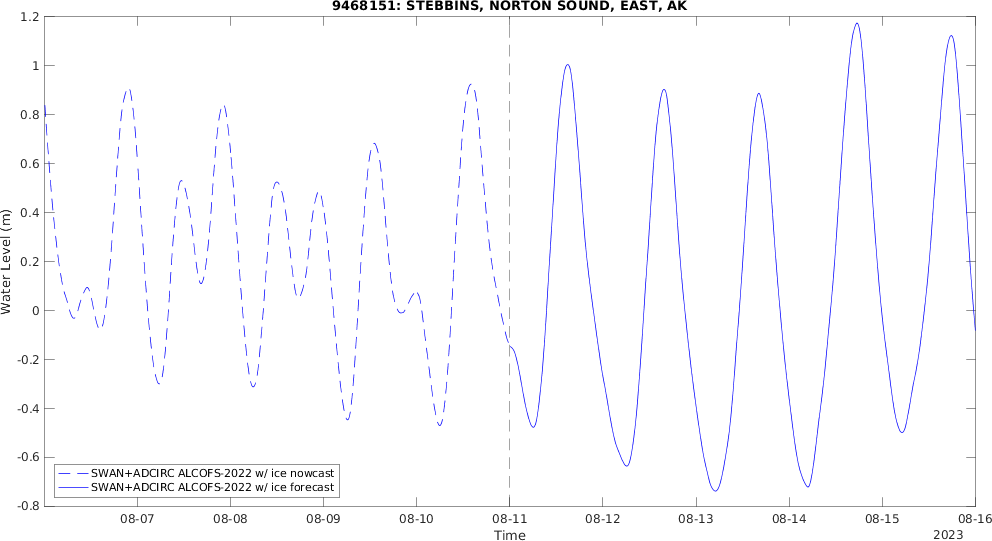 9468151: STEBBINS, NORTON SOUND, EAST, AK
1.2
1
0.8
0.6
0.4
0.2
0
-0.2
-0.4
-0.6
-0.8
Water Level (m)
SWAN+ADCIRC ALCOFS-2022 w/ ice nowcast
SWAN+ADCIRC ALCOFS-2022 w/ ice forecast
08-07 08-08 08-09 08-10 08-11 08-12 08-13 08-14 08-15 08-16
Time
2023